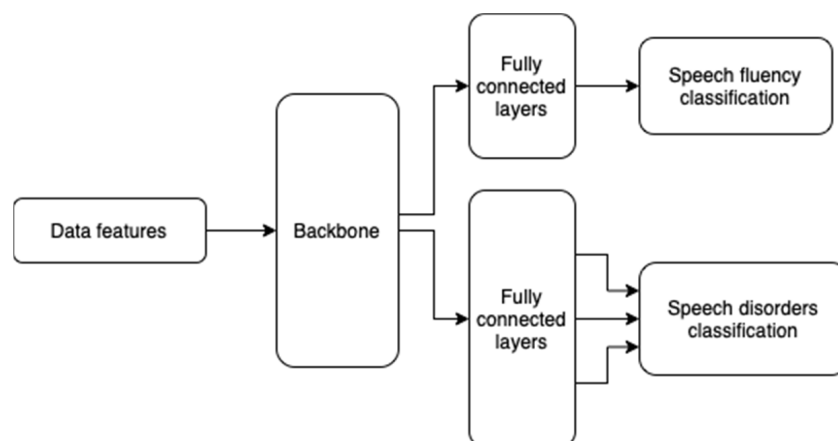 Data features
Backbone
Fully
connected
layers
Speech fluency
classification
Fully
connected
layers
Speech disorders
classification